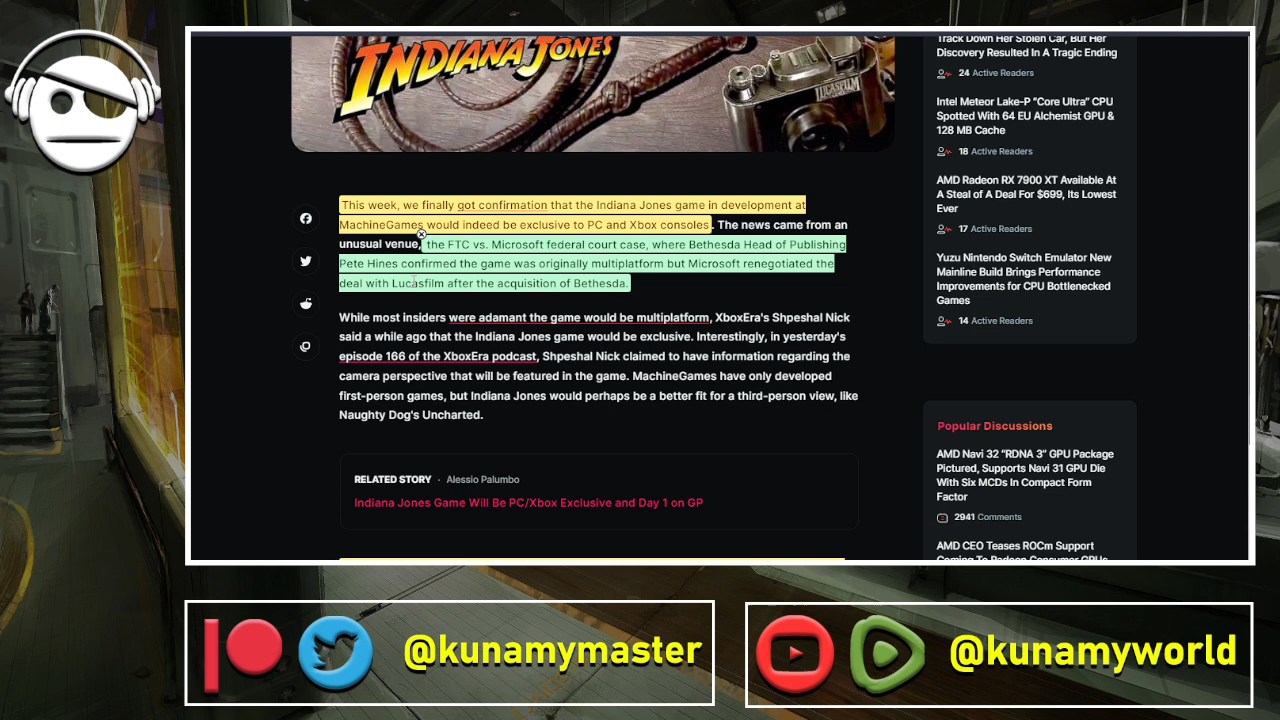 INDIANA JONES
LUCASFILM
This week, we finally got confirmation that the Indiana Jones game in development at
MachineGames would indeed be exclusive to PC and Xbox consoles. The news came from an
unusual venue, the FTC vs. Microsoft federal court case, where Bethesda Head of Publishing
Pete Hines confirmed the game was originally multiplatform but Microsoft renegotiated the
deal with Lucasfilm after the acquisition of Bethesda.
While most insiders were adamant the game would be multiplatform, XboxEra's Shpeshal Nick
said a while ago that the Indiana Jones game would be exclusive. Interestingly, in yesterday's
episode 166 of the XboxEra podcast, Shpeshal Nick claimed to have information regarding the
camera perspective that will be featured in the game. MachineGames have only developed
first-person games, but Indiana Jones would perhaps be a better fit for a third-person view, like
Naughty Dog's Uncharted.
RELATED STORY · Alessio Palumbo
Indiana Jones Game Will Be PC/Xbox Exclusive and Day 1 on GP
Track Down Her Stolen Car, But Her
Discovery Resulted In A Tragic Ending
24 Active Readers
Intel Meteor Lake-P “Core Ultra” CPU
Spotted With 64 EU Alchemist GPU &
128 MB Cache
18 Active Readers
AMD Radeon RX 7900 XT Available At
A Steal of A Deal For $699, Its Lowest
Ever
17 Active Readers
Yuzu Nintendo Switch Emulator New
Mainline Build Brings Performance
Improvements for CPU Bottlenecked
Games
14 Active Readers
Popular Discussions
AMD Navi 32 “RDNA 3” GPU Package
Pictured, Supports Navi 31 GPU Die
With Six MCDs In Compact Form
Factor
2941 Comments
AMD CEO Teases ROCm Support
Coming To Radeon Consumer GPUs
@kunamymaster
@kunamyworld